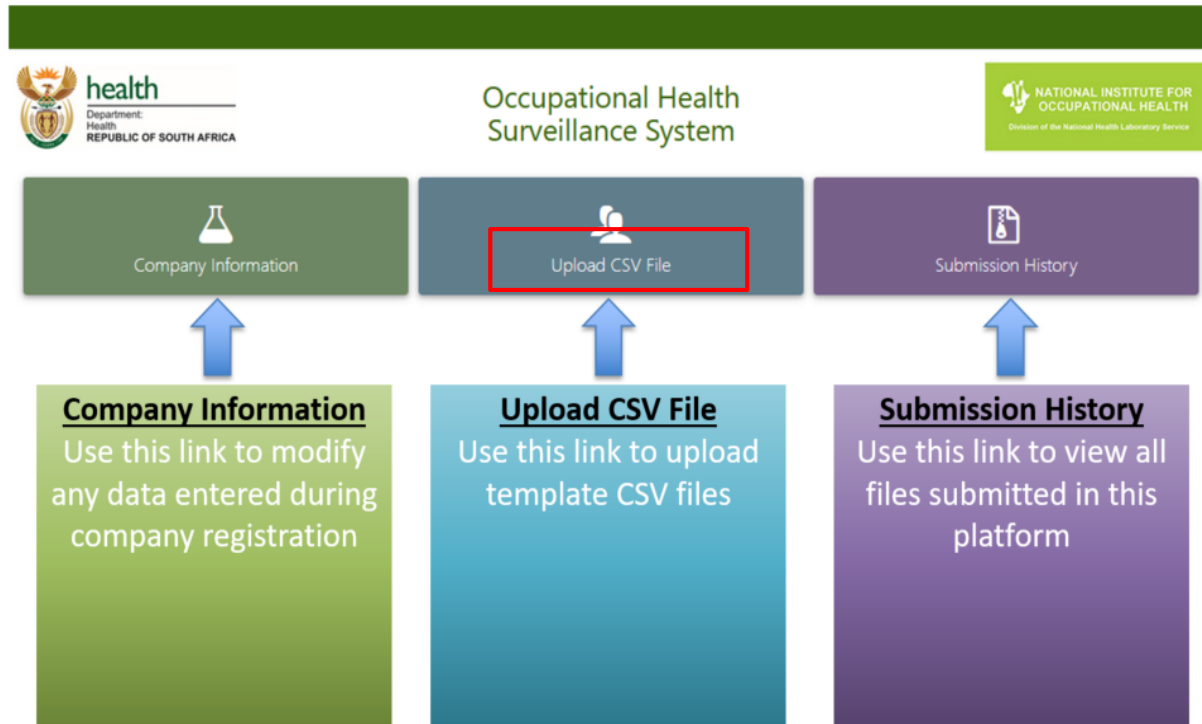 health
Department:
Health
REPUBLIC OF SOUTH AFRICA
Occupational Health
Surveillance System
NATIONAL INSTITUTE FOR
OCCUPATIONAL HEALTH
Division of the National Health Laboratory Service
Company Information
Upload CSV File
Submission History
Company Information
Use this link to modify
any data entered during
company registration
Upload CSV File
Use this link to upload
template CSV files
Submission History
Use this link to view all
files submitted in this
platform